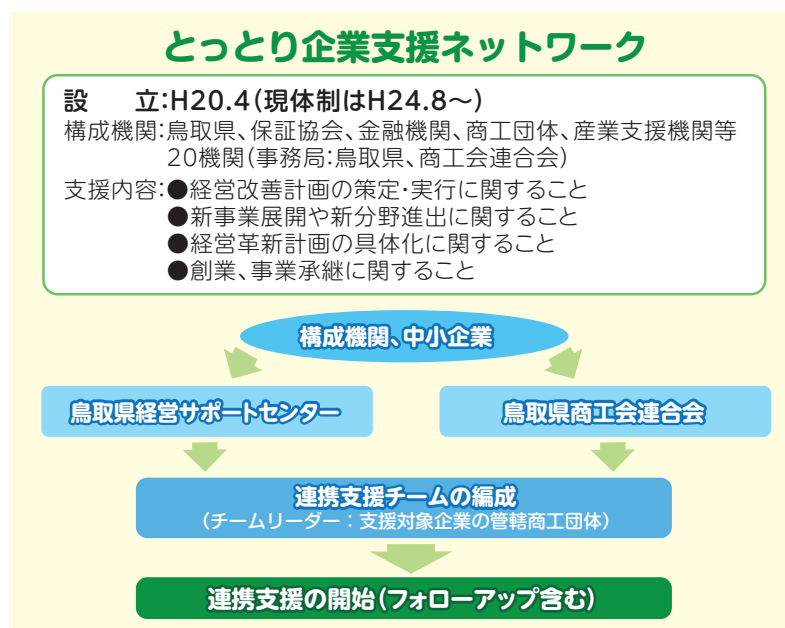 とっとり企業支援ネットワーク
設　　立:H20.4(現体制はH24.8～)
構成機関:鳥取県、保証協会、金融機関、商工団体、産業支援機関等
20機関(事務局:鳥取県、商工会連合会)
支援内容:●経営改善計画の策定・実行に関すること
●新事業展開や新分野進出に関すること
●経営革新計画の具体化に関すること
●創業、事業承継に関すること
構成機関、中小企業
鳥取県経営サポートセンター
鳥取県商工会連合会
連携支援チームの編成
（チームリーダー：支援対象企業の管轄商工団体）
連携支援の開始(フォローアップ含む)